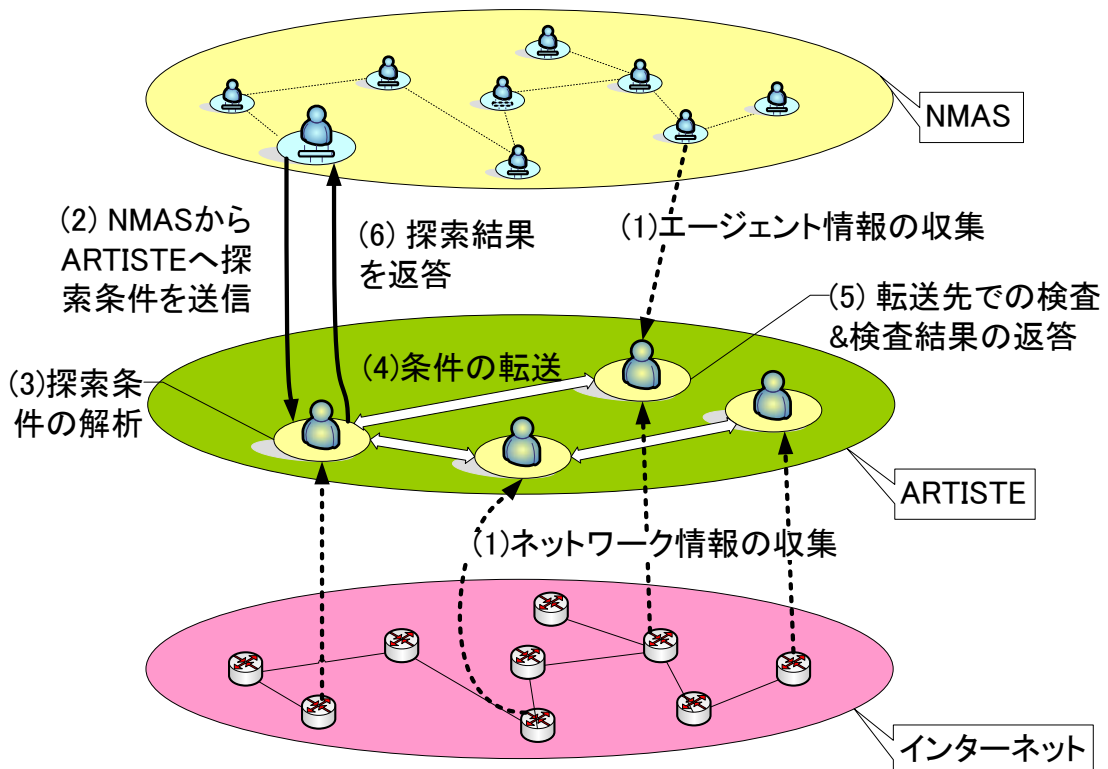 NMAS
(2) NMASから
ARTISTEへ探
索条件を送信
(6) 探索結果
を返答
(1)エージェント情報の収集
(5) 転送先での検査
&検査結果の返答
(4)条件の転送
(3)探索条
件の解析
ARTISTE
(1)ネットワーク情報の収集
インターネット